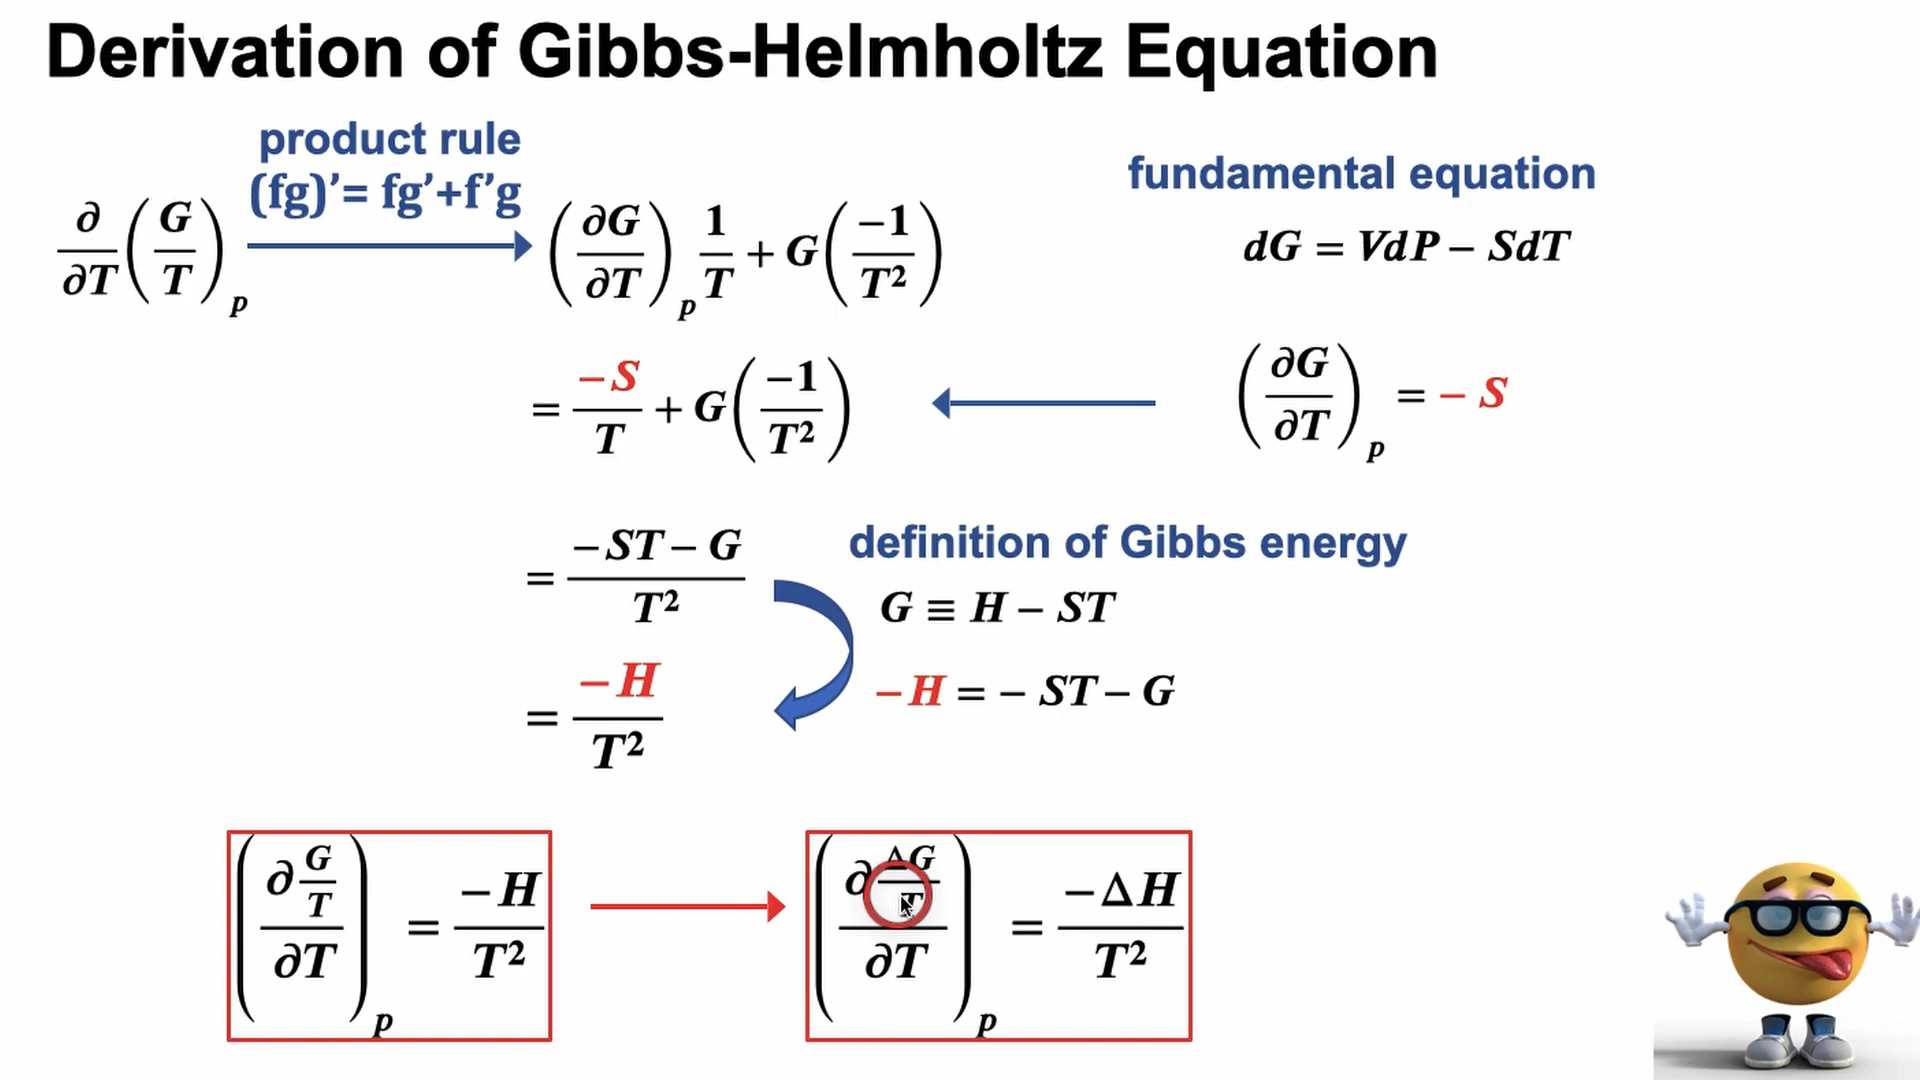 Derivation of Gibbs-Helmholtz Equation
product rule
(fg)’= fg’+f’g
fundamental equation
∂/∂T (G/T)_p
(∂G/∂T)_p 1/T + G(−1/T²)
dG = VdP − SdT
= −S/T + G(−1/T²)
(∂G/∂T)_p = − S
= −ST − G / T²
definition of Gibbs energy
G ≡ H − ST
= −H/T²
−H = − ST − G
(∂ G/T / ∂T)_p = −H/T²
(∂ ΔG/T / ∂T)_p = −ΔH/T²